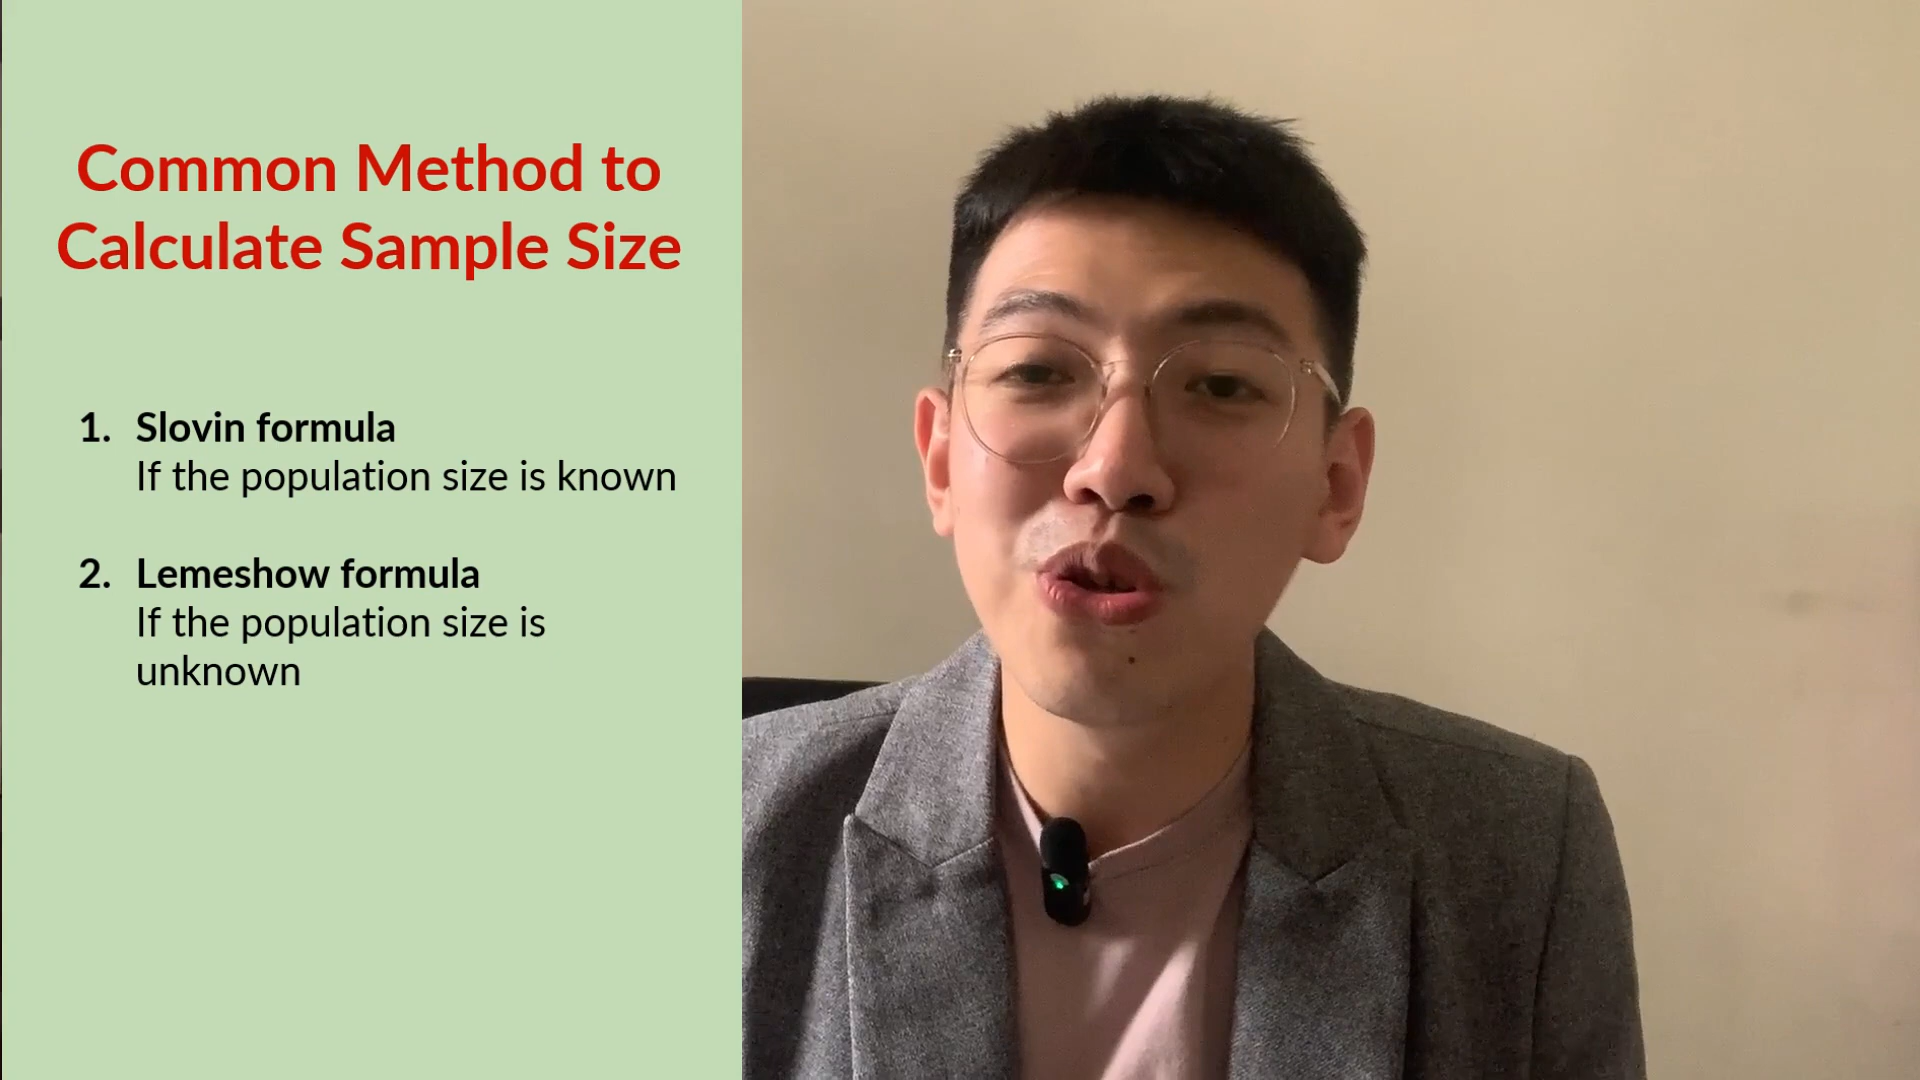 Common Method to
Calculate Sample Size
1. Slovin formula
If the population size is known
2. Lemeshow formula
If the population size is
unknown